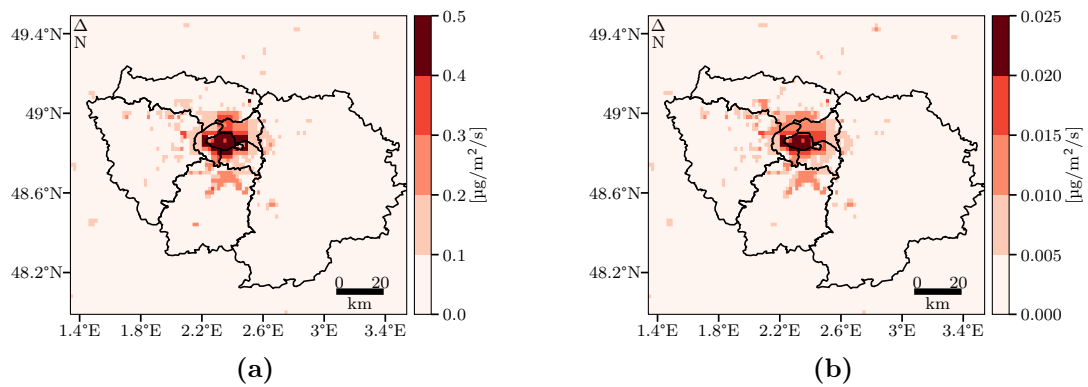 Δ
N
49.4°N
49°N
48.6°N
48.2°N
1.4°E 1.8°E 2.2°E 2.6°E 3°E 3.4°E
0 20
km
0.5
0.4
0.3
0.2
0.1
0.0
[µg/m²/s]
(a)
Δ
N
49.4°N
49°N
48.6°N
48.2°N
1.4°E 1.8°E 2.2°E 2.6°E 3°E 3.4°E
0 20
km
0.025
0.020
0.015
0.010
0.005
0.000
[µg/m²/s]
(b)